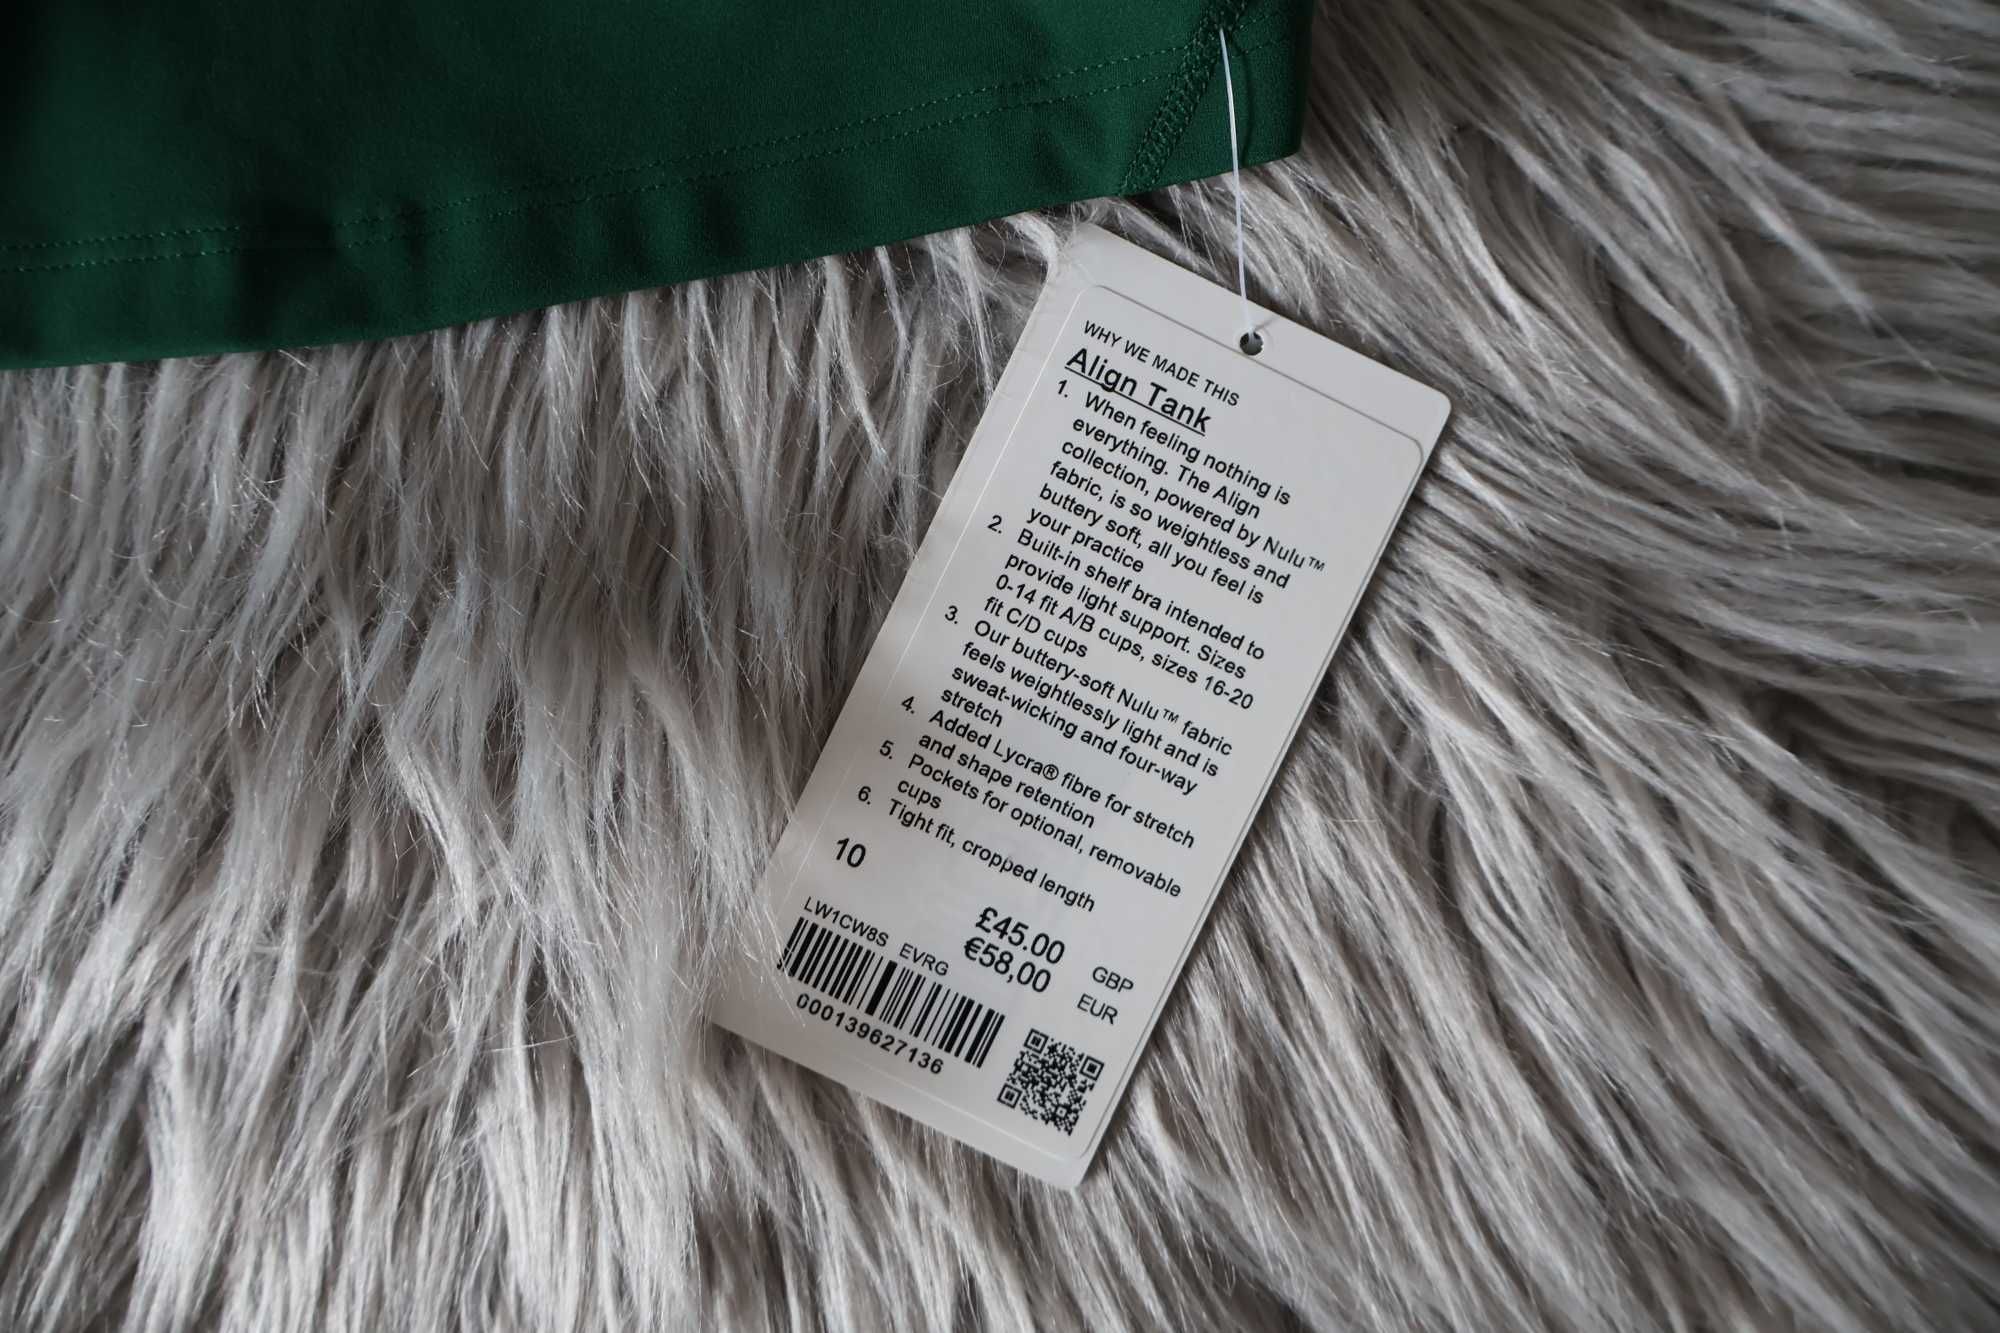 WHY WE MADE THIS
Align Tank
1. When feeling nothing is
everything. The Align
collection, powered by Nulu™
fabric, is so weightless and
buttery soft, all you feel is
your practice
2. Built-in shelf bra intended to
provide light support. Sizes
0-14 fit A/B cups, sizes 16-20
fit C/D cups
3. Our buttery-soft Nulu™ fabric
feels weightlessly light and is
sweat-wicking and four-way
stretch
4. Added Lycra® fibre for stretch
and shape retention
5. Pockets for optional, removable
cups
6. Tight fit, cropped length
10
£45.00 GBP
€58,00 EUR
LW1CW8S EVRG
000139627136